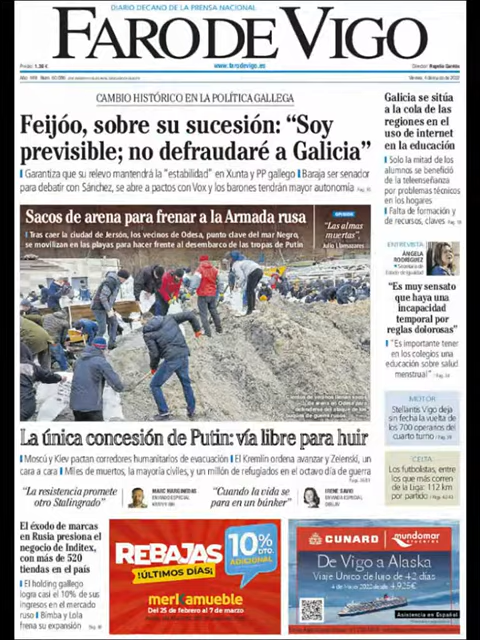 DIARIO DECANO DE LA PRENSA NACIONAL
FARO DE VIGO
www.farodevigo.es
CAMBIO HISTÓRICO EN LA POLÍTICA GALLEGA
Feijóo, sobre su sucesión: “Soy
previsible; no defraudaré a Galicia”
Garantiza que su relevo mantendrá la “estabilidad” en Xunta y PP gallego Baraja ser senador
para debatir con Sánchez, se abre a pactos con Vox y los barones tendrán mayor autonomía
Sacos de arena para frenar a la Armada rusa
Tras caer la ciudad de Jersón, los vecinos de Odesa, punto clave del mar Negro,
se movilizan en las playas para hacer frente al desembarco de las tropas de Putin
“Las almas
muertas”,
Julio Llamazares
La única concesión de Putin: vía libre para huir
Moscú y Kiev pactan corredores humanitarios de evacuación El Kremlin ordena avanzar y Zelenski, un
cara a cara Miles de muertos, la mayoría civiles, y un millón de refugiados en el octavo día de guerra
“La resistencia promete
otro Stalingrado”
“Cuando la vida se
para en un búnker”
Galicia se sitúa
a la cola de las
regiones en el
uso de internet
en la educación
Solo la mitad de los
alumnos se benefició
de la teleenseñanza
por problemas técnicos
en los hogares
Falta de formación y
de recursos, claves
ENTREVISTA
ÁNGELA
RODRÍGUEZ
Secretaria de
Estado de Igualdad
“Es muy sensato
que haya una
incapacidad
temporal por
reglas dolorosas”
“Es importante tener
en los colegios una
educación sobre salud
menstrual”
MOTOR
Stellantis Vigo deja
sin fecha la vuelta de
los 700 operarios del
cuarto turno
CELTA
Los futbolistas, entre
los que más corren
de la Liga: 112 km
por partido
El éxodo de marcas
en Rusia presiona el
negocio de Inditex,
con más de 520
tiendas en el país
El holding gallego
logra casi el 10% de sus
ingresos en el mercado
ruso Bimba y Lola
frena su expansión
REBAJAS
¡ÚLTIMOS DÍAS!
10%
DTO.
ADICIONAL
merkamueble
Del 25 de febrero al 7 de marzo
CUNARD
mundomar
De Vigo a Alaska
Viaje Único de lujo de 42 días
Asistencia en Español